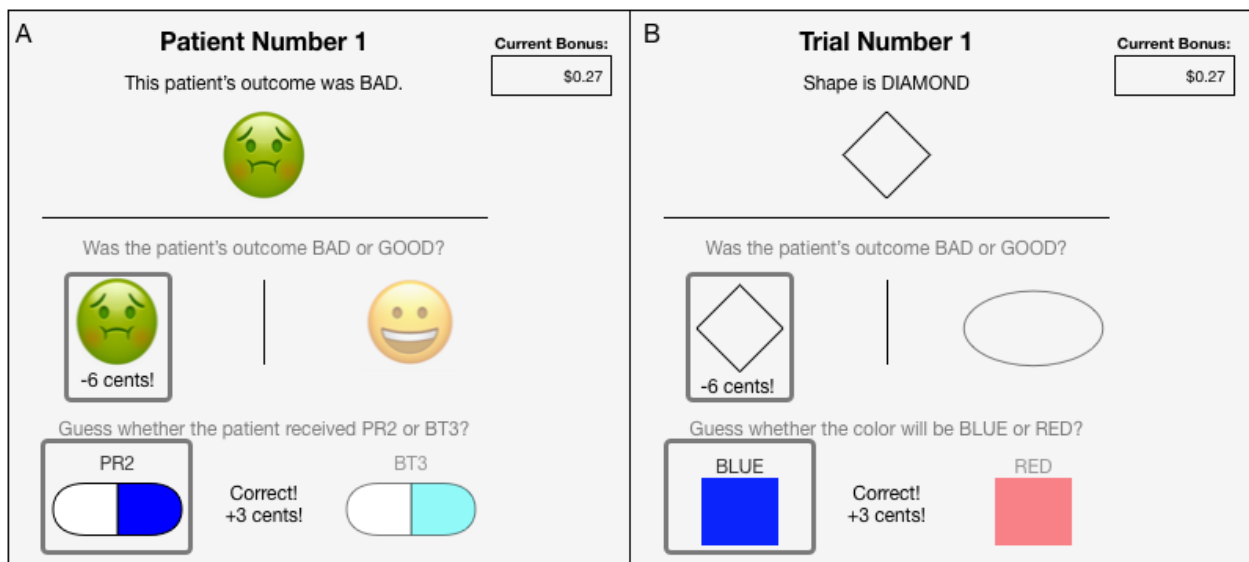 A
Patient Number 1
Current Bonus:
$0.27
This patient's outcome was BAD.
Was the patient's outcome BAD or GOOD?
-6 cents!
Guess whether the patient received PR2 or BT3?
PR2
BT3
Correct!
+3 cents!
B
Trial Number 1
Current Bonus:
$0.27
Shape is DIAMOND
Was the patient's outcome BAD or GOOD?
-6 cents!
Guess whether the color will be BLUE or RED?
BLUE
RED
Correct!
+3 cents!